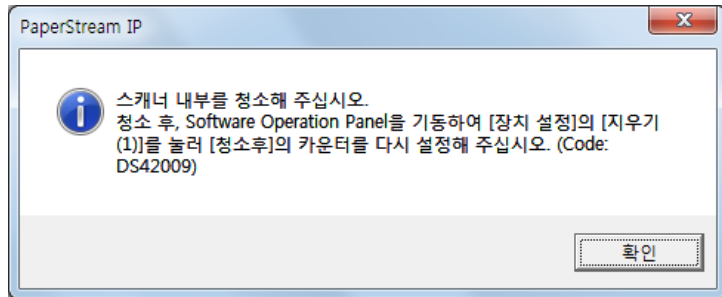 PaperStream IP
스캐너 내부를 청소해 주십시오.
청소 후, Software Operation Panel을 기동하여 [장치 설정]의 [지우기
(1)]를 눌러 [청소후]의 카운터를 다시 설정해 주십시오. (Code:
DS42009)
확인